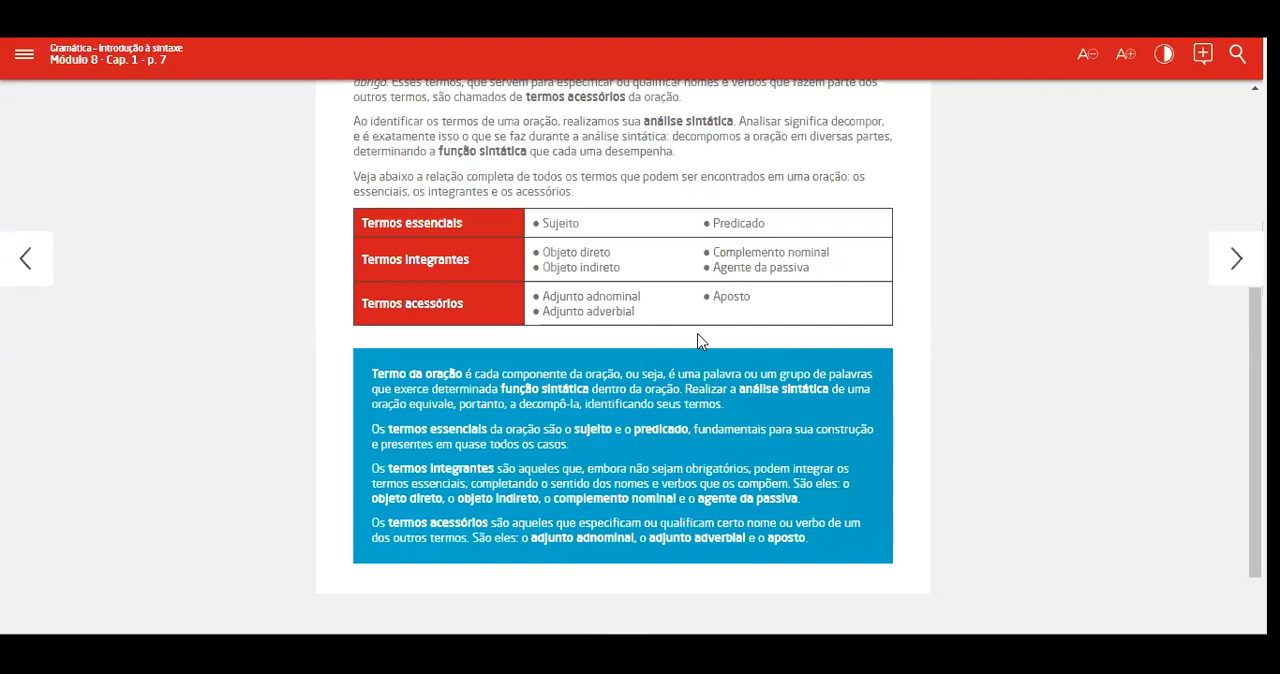 Gramática – Introdução à sintaxe
Módulo 8 · Cap. 1 - p. 7
A A
abrigo. Esses termos, que servem para especificar ou qualificar nomes e verbos que fazem parte dos
outros termos, são chamados de termos acessórios da oração.
Ao identificar os termos de uma oração, realizamos sua análise sintática. Analisar significa decompor,
e é exatamente isso o que se faz durante a análise sintática: decompomos a oração em diversas partes,
determinando a função sintática que cada uma desempenha.
Veja abaixo a relação completa de todos os termos que podem ser encontrados em uma oração: os
essenciais, os integrantes e os acessórios.
Termos essenciais
● Sujeito ● Predicado
Termos integrantes
● Objeto direto ● Complemento nominal
● Objeto indireto ● Agente da passiva
Termos acessórios
● Adjunto adnominal ● Aposto
● Adjunto adverbial
Termo da oração é cada componente da oração, ou seja, é uma palavra ou um grupo de palavras
que exerce determinada função sintática dentro da oração. Realizar a análise sintática de uma
oração equivale, portanto, a decompô-la, identificando seus termos.
Os termos essenciais da oração são o sujeito e o predicado, fundamentais para sua construção
e presentes em quase todos os casos.
Os termos integrantes são aqueles que, embora não sejam obrigatórios, podem integrar os
termos essenciais, completando o sentido dos nomes e verbos que os compõem. São eles: o
objeto direto, o objeto indireto, o complemento nominal e o agente da passiva.
Os termos acessórios são aqueles que especificam ou qualificam certo nome ou verbo de um
dos outros termos. São eles: o adjunto adnominal, o adjunto adverbial e o aposto.